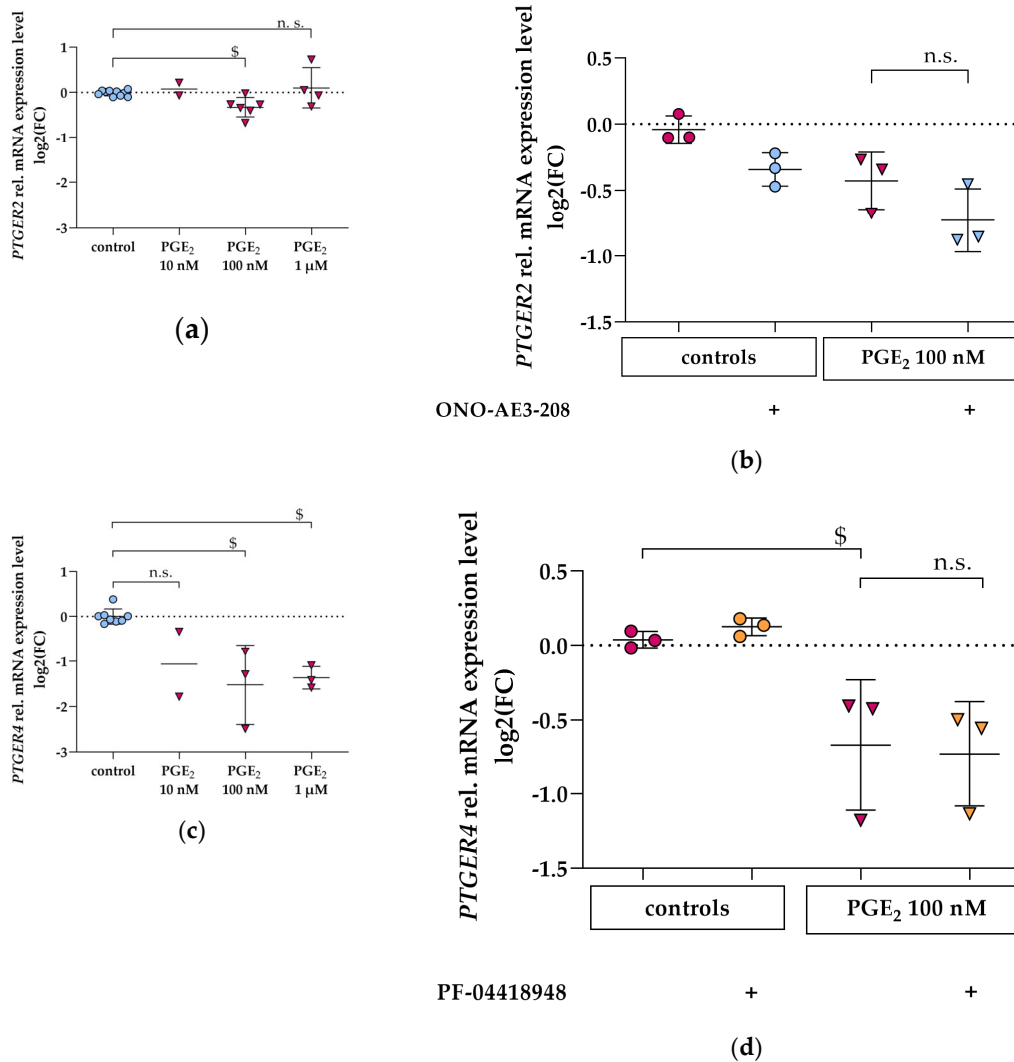 n. s.
$
1
0
-1
-2
-3
PTGER2 rel. mRNA expression level
log2(FC)
control
PGE2
10 nM
PGE2
100 nM
PGE2
1 µM
(a)
n.s.
0.5
0.0
-0.5
-1.0
-1.5
PTGER2 rel. mRNA expression level
log2(FC)
controls
PGE2 100 nM
ONO-AE3-208 + +
(b)
$
$
n.s.
1
0
-1
-2
-3
PTGER4 rel. mRNA expression level
log2(FC)
control
PGE2
10 nM
PGE2
100 nM
PGE2
1 µM
(c)
$
n.s.
0.5
0.0
-0.5
-1.0
-1.5
PTGER4 rel. mRNA expression level
log2(FC)
controls
PGE2 100 nM
PF-04418948 + +
(d)